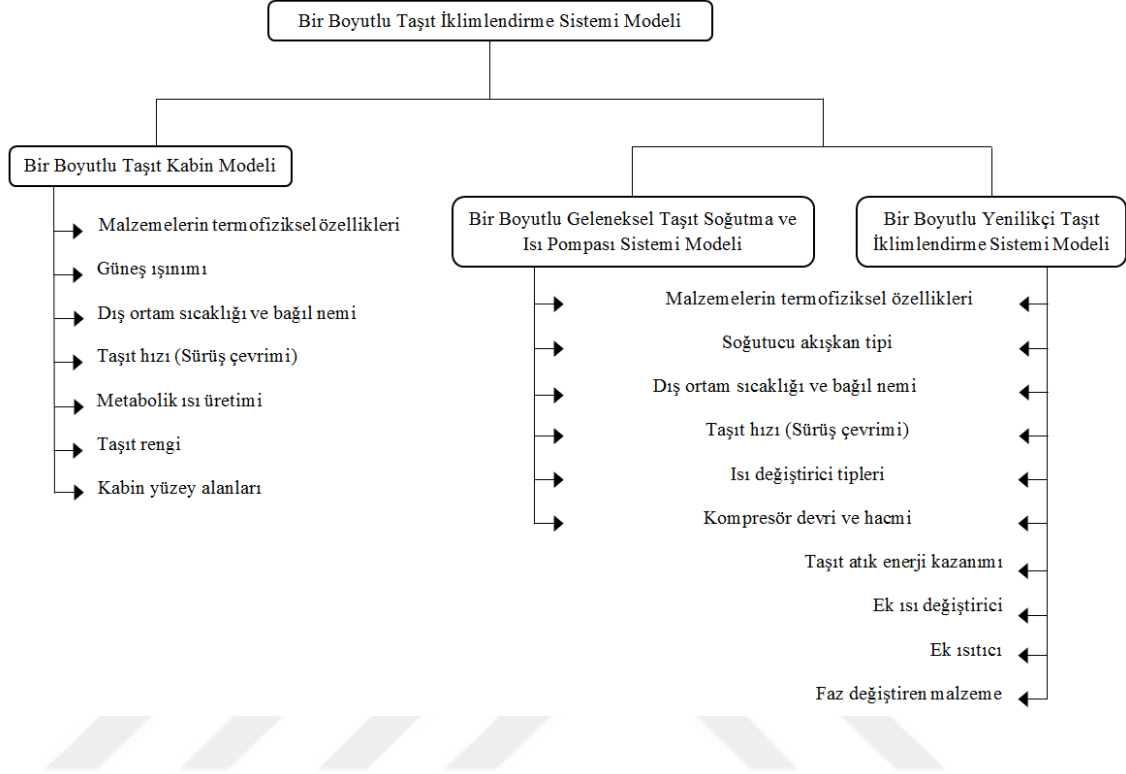 Bir Boyutlu Taşıt İklimlendirme Sistemi Modeli
Bir Boyutlu Taşıt Kabin Modeli
Malzemelerin termofiziksel özellikleri
Güneş ışınımı
Dış ortam sıcaklığı ve bağıl nemi
Taşıt hızı (Sürüş çevrimi)
Metabolik ısı üretimi
Taşıt rengi
Kabin yüzey alanları
Bir Boyutlu Geleneksel Taşıt Soğutma ve
Isı Pompası Sistemi Modeli
Bir Boyutlu Yenilikçi Taşıt
İklimlendirme Sistemi Modeli
Malzemelerin termofiziksel özellikleri
Soğutucu akışkan tipi
Dış ortam sıcaklığı ve bağıl nemi
Taşıt hızı (Sürüş çevrimi)
Isı değiştirici tipleri
Kompresör devri ve hacmi
Taşıt atık enerji kazanımı
Ek ısı değiştirici
Ek ısıtıcı
Faz değiştiren malzeme